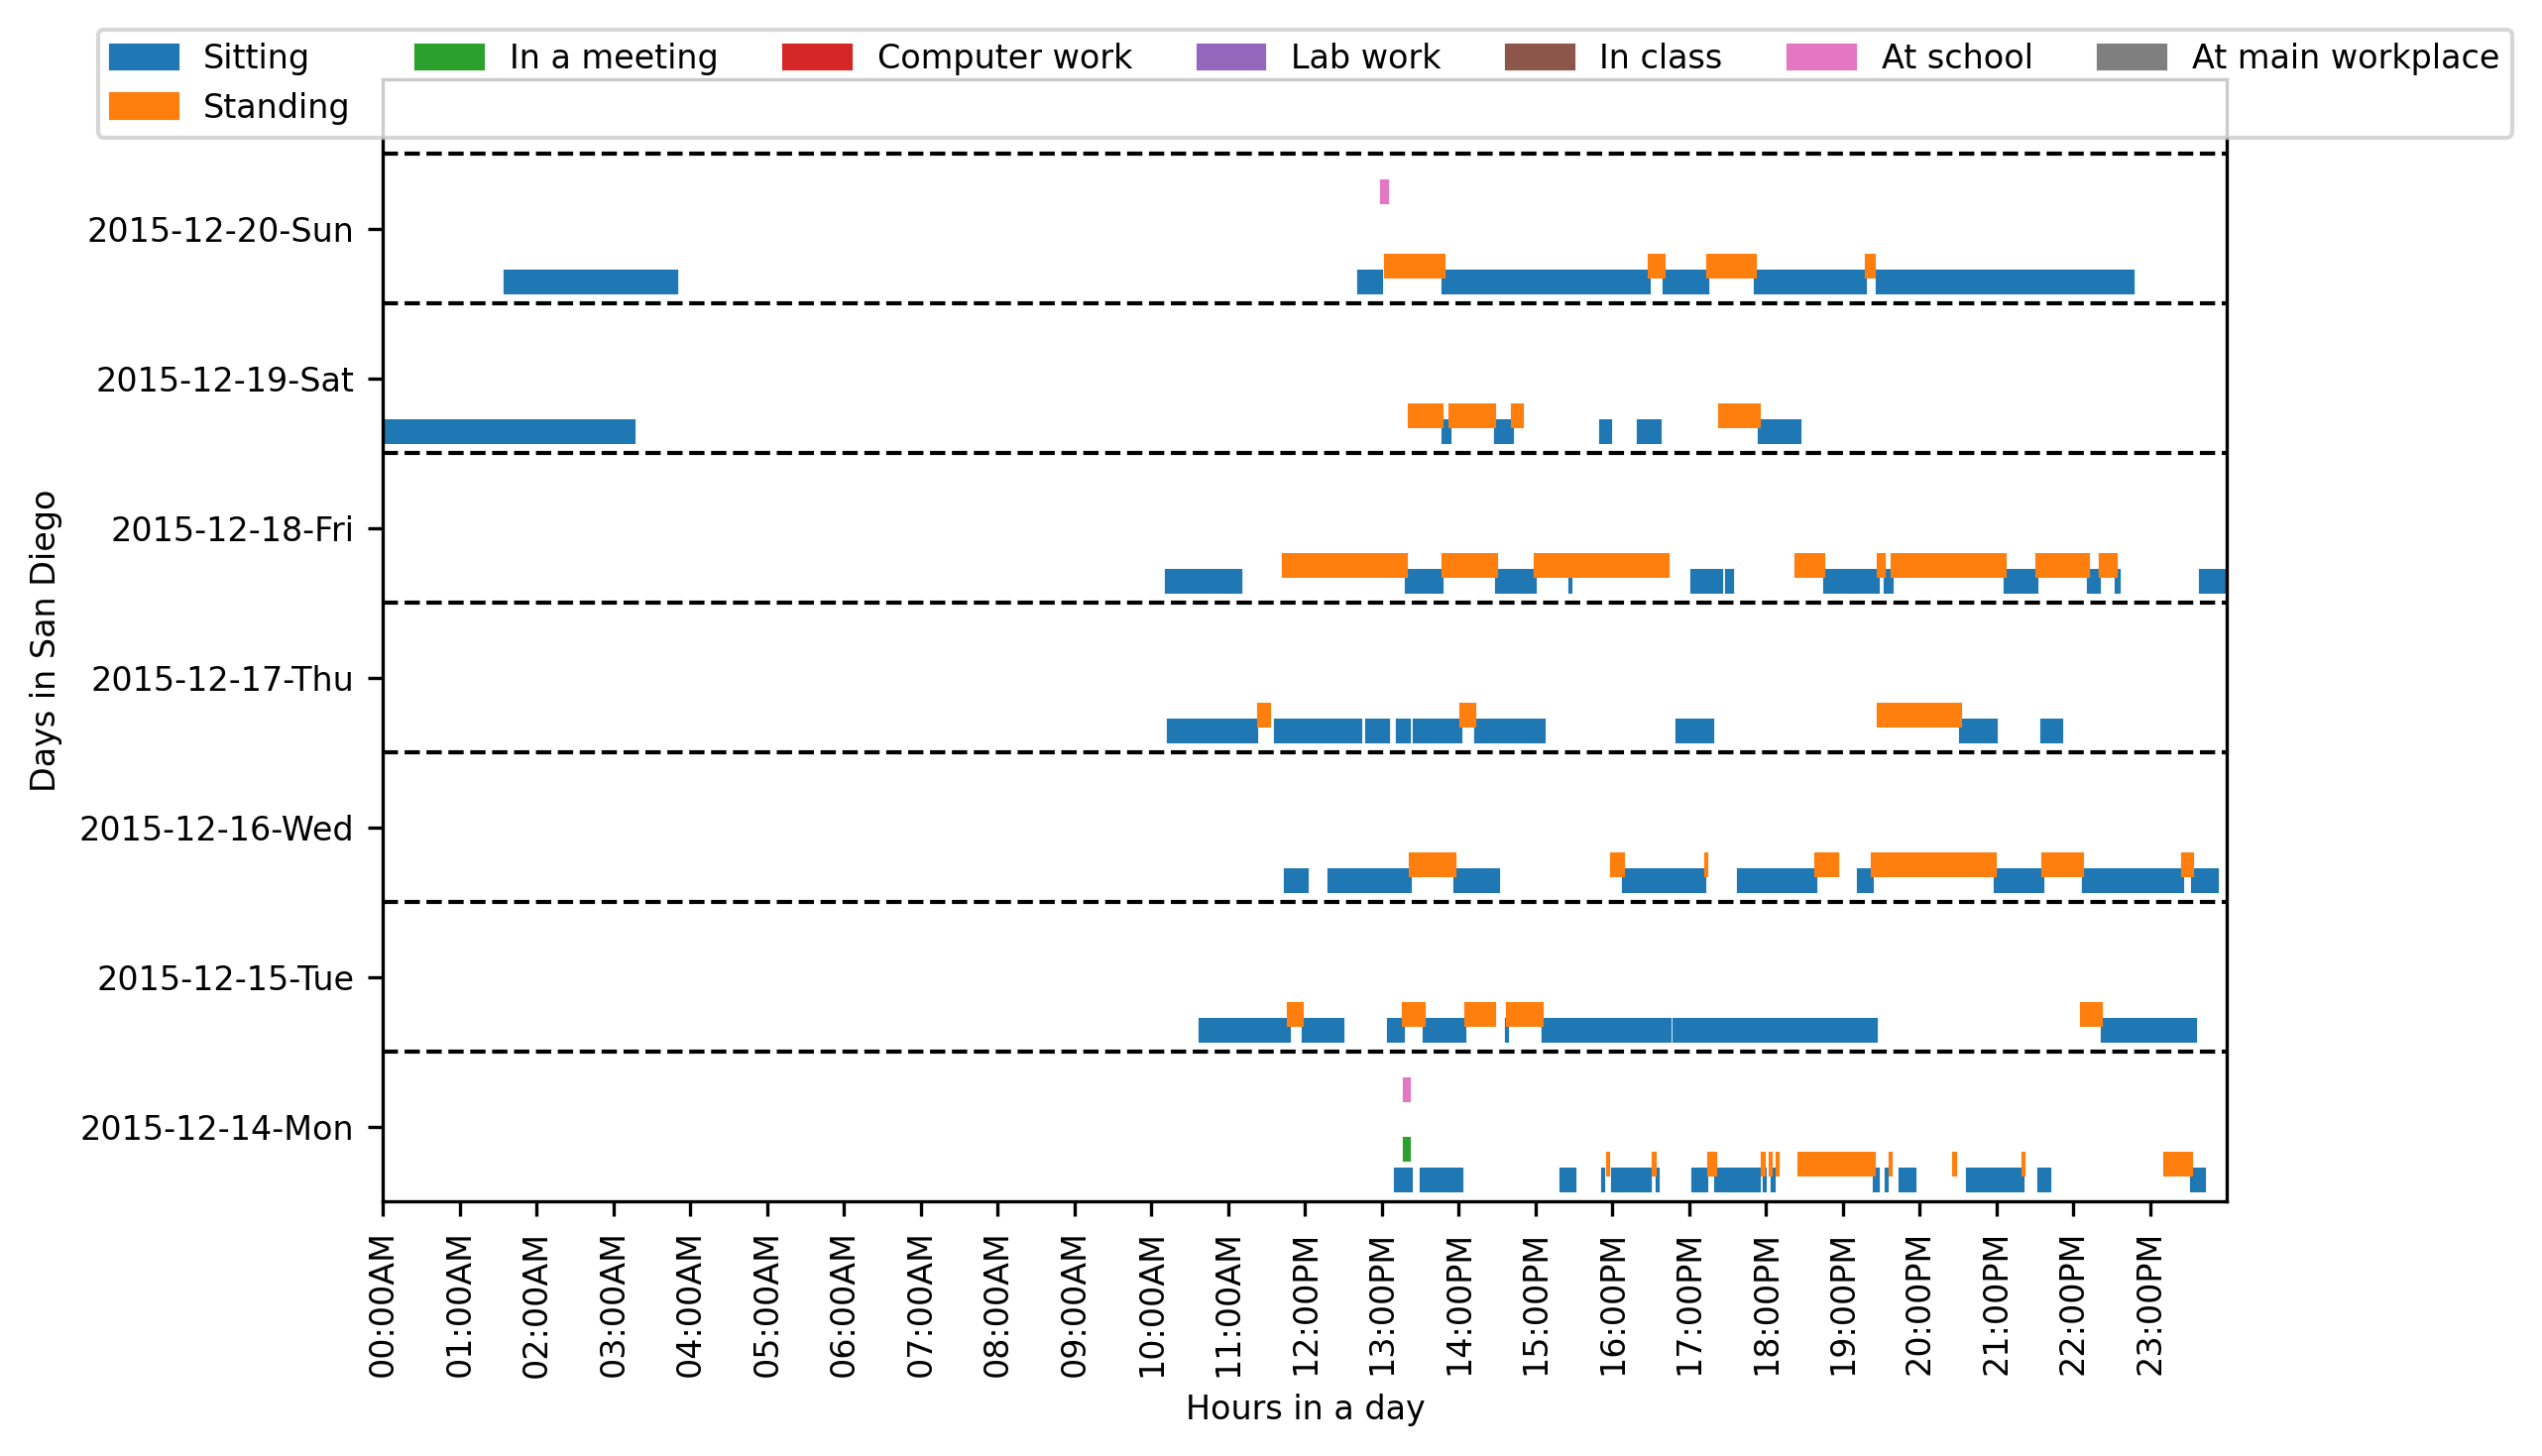 Sitting In a meeting Computer work Lab work In class At school At main workplace
Standing
2015-12-20-Sun
2015-12-19-Sat
2015-12-18-Fri
2015-12-17-Thu
2015-12-16-Wed
2015-12-15-Tue
2015-12-14-Mon
Days in San Diego
00:00AM
01:00AM
02:00AM
03:00AM
04:00AM
05:00AM
06:00AM
07:00AM
08:00AM
09:00AM
10:00AM
11:00AM
12:00PM
13:00PM
14:00PM
15:00PM
16:00PM
17:00PM
18:00PM
19:00PM
20:00PM
21:00PM
22:00PM
23:00PM
Hours in a day